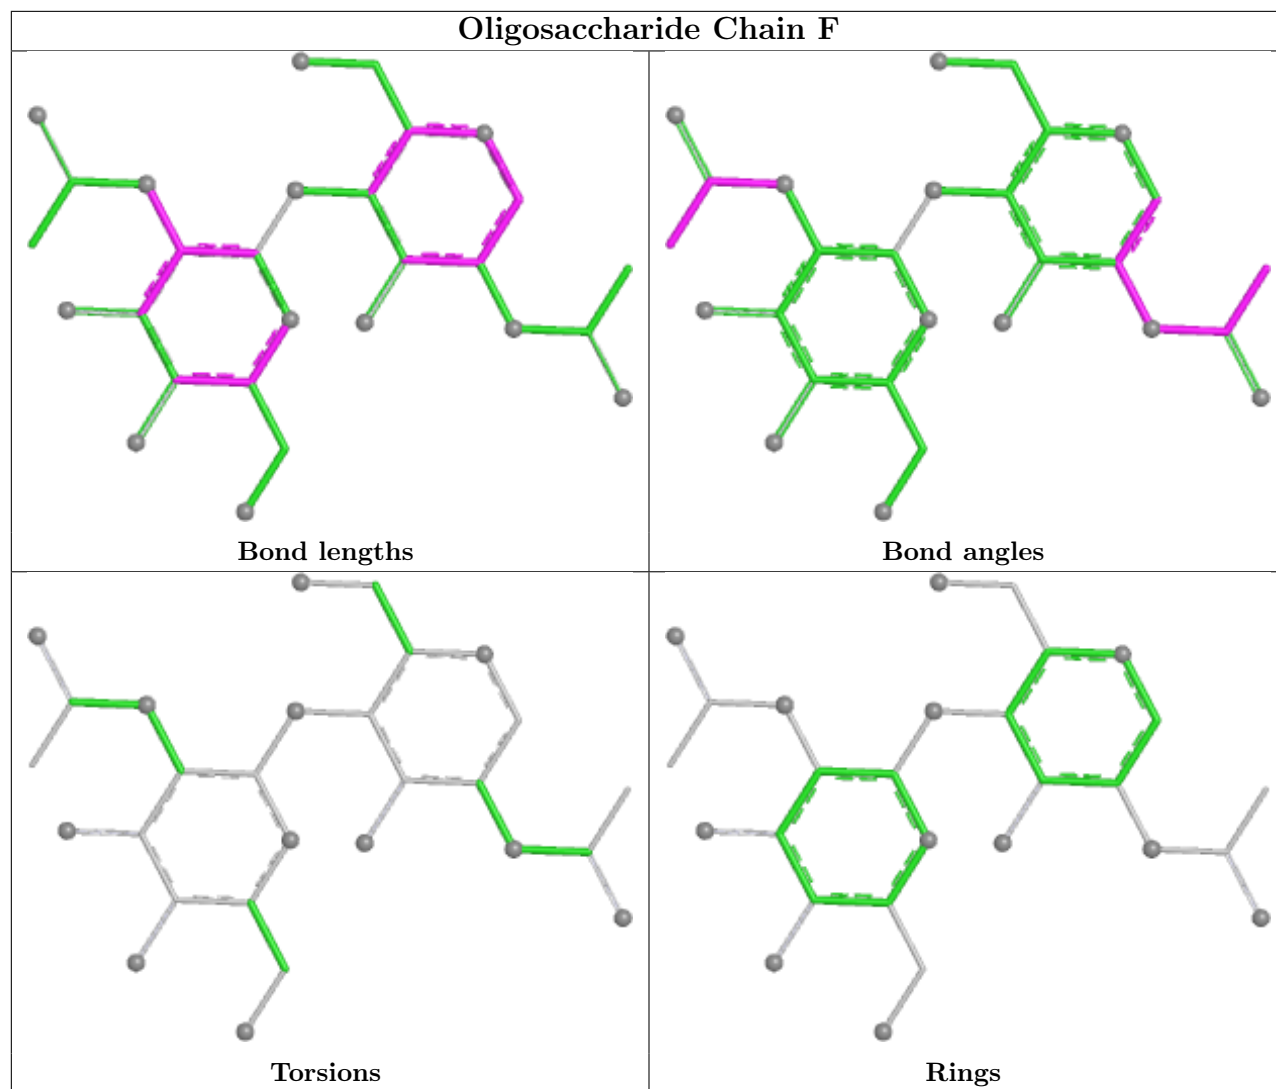 Oligosaccharide Chain F
Bond lengths
Bond angles
Torsions
Rings